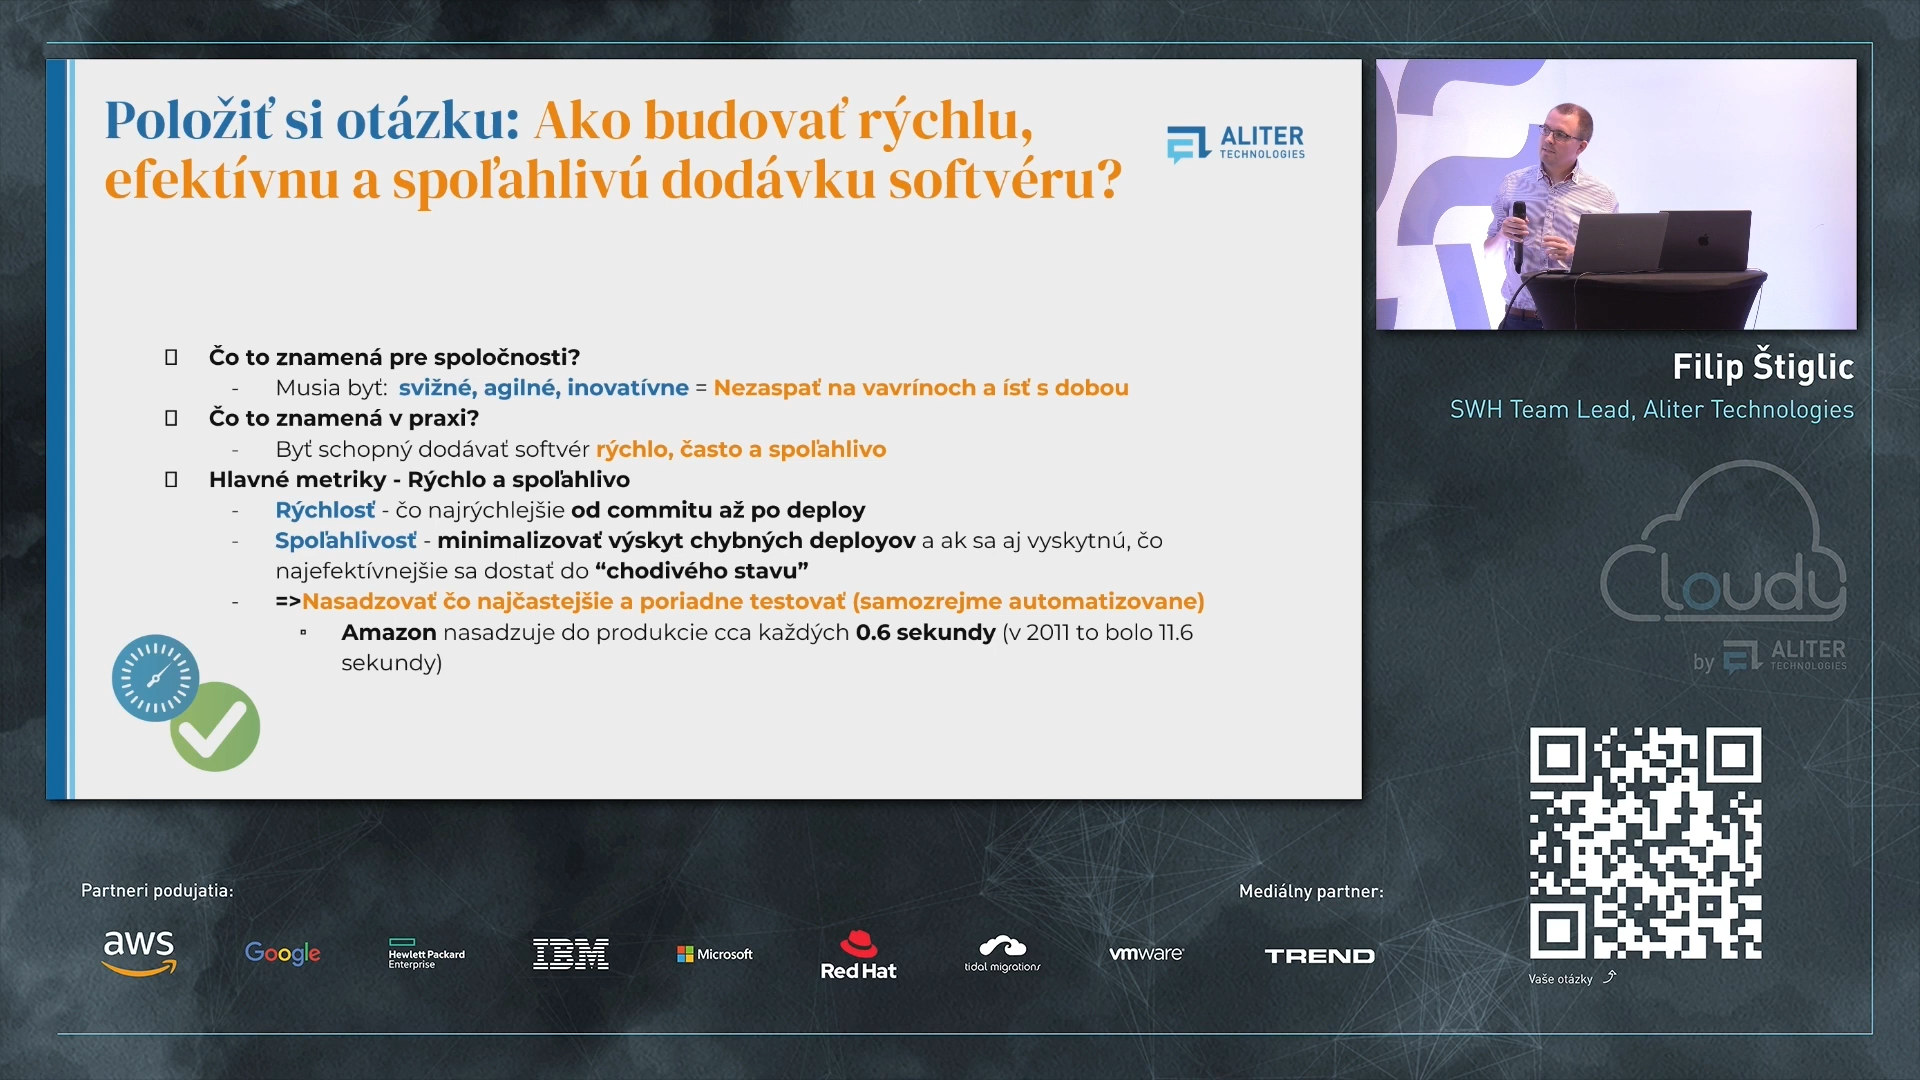 Položiť si otázku: Ako budovať rýchlu,
efektívnu a spoľahlivú dodávku softvéru?
ALITER
TECHNOLOGIES
Čo to znamená pre spoločnosti?
- Musia byť: svižné, agilné, inovatívne = Nezaspať na vavrínoch a ísť s dobou
Čo to znamená v praxi?
- Byť schopný dodávať softvér rýchlo, často a spoľahlivo
Hlavné metriky - Rýchlo a spoľahlivo
- Rýchlosť - čo najrýchlejšie od commitu až po deploy
- Spoľahlivosť - minimalizovať výskyt chybných deployov a ak sa aj vyskytnú, čo
najefektívnejšie sa dostať do “chodivého stavu”
- =>Nasadzovať čo najčastejšie a poriadne testovať (samozrejme automatizovane)
Amazon nasadzuje do produkcie cca každých 0.6 sekundy (v 2011 to bolo 11.6
sekundy)
Filip Štiglic
SWH Team Lead, Aliter Technologies
Cloudy
by ALITER
TECHNOLOGIES
Partneri podujatia:
aws
Google
Hewlett Packard
Enterprise
IBM
Microsoft
Red Hat
tidal migrations
vmware®
Mediálny partner:
TREND
Vaše otázky